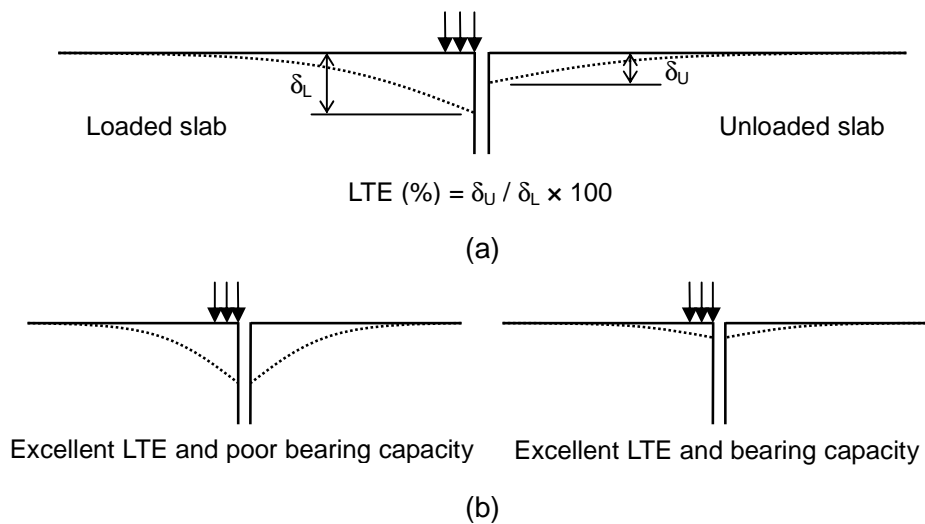 δL
δU
Loaded slab
Unloaded slab
LTE (%) = δU / δL × 100
(a)
Excellent LTE and poor bearing capacity
Excellent LTE and bearing capacity
(b)